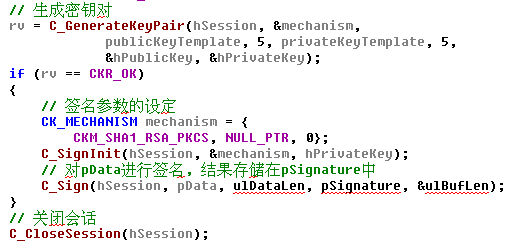 // 生成密钥对
rv = C_GenerateKeyPair(hSession, &mechanism,
publicKeyTemplate, 5, privateKeyTemplate, 5,
&hPublicKey, &hPrivateKey);
if (rv == CKR_OK)
{
// 签名参数的设定
CK_MECHANISM mechanism = {
CKM_SHA1_RSA_PKCS, NULL_PTR, 0};
C_SignInit(hSession, &mechanism, hPrivateKey);
// 对pData进行签名，结果存储在pSignature中
C_Sign(hSession, pData, ulDataLen, pSignature, &ulBufLen);
}
// 关闭会话
C_CloseSession(hSession);